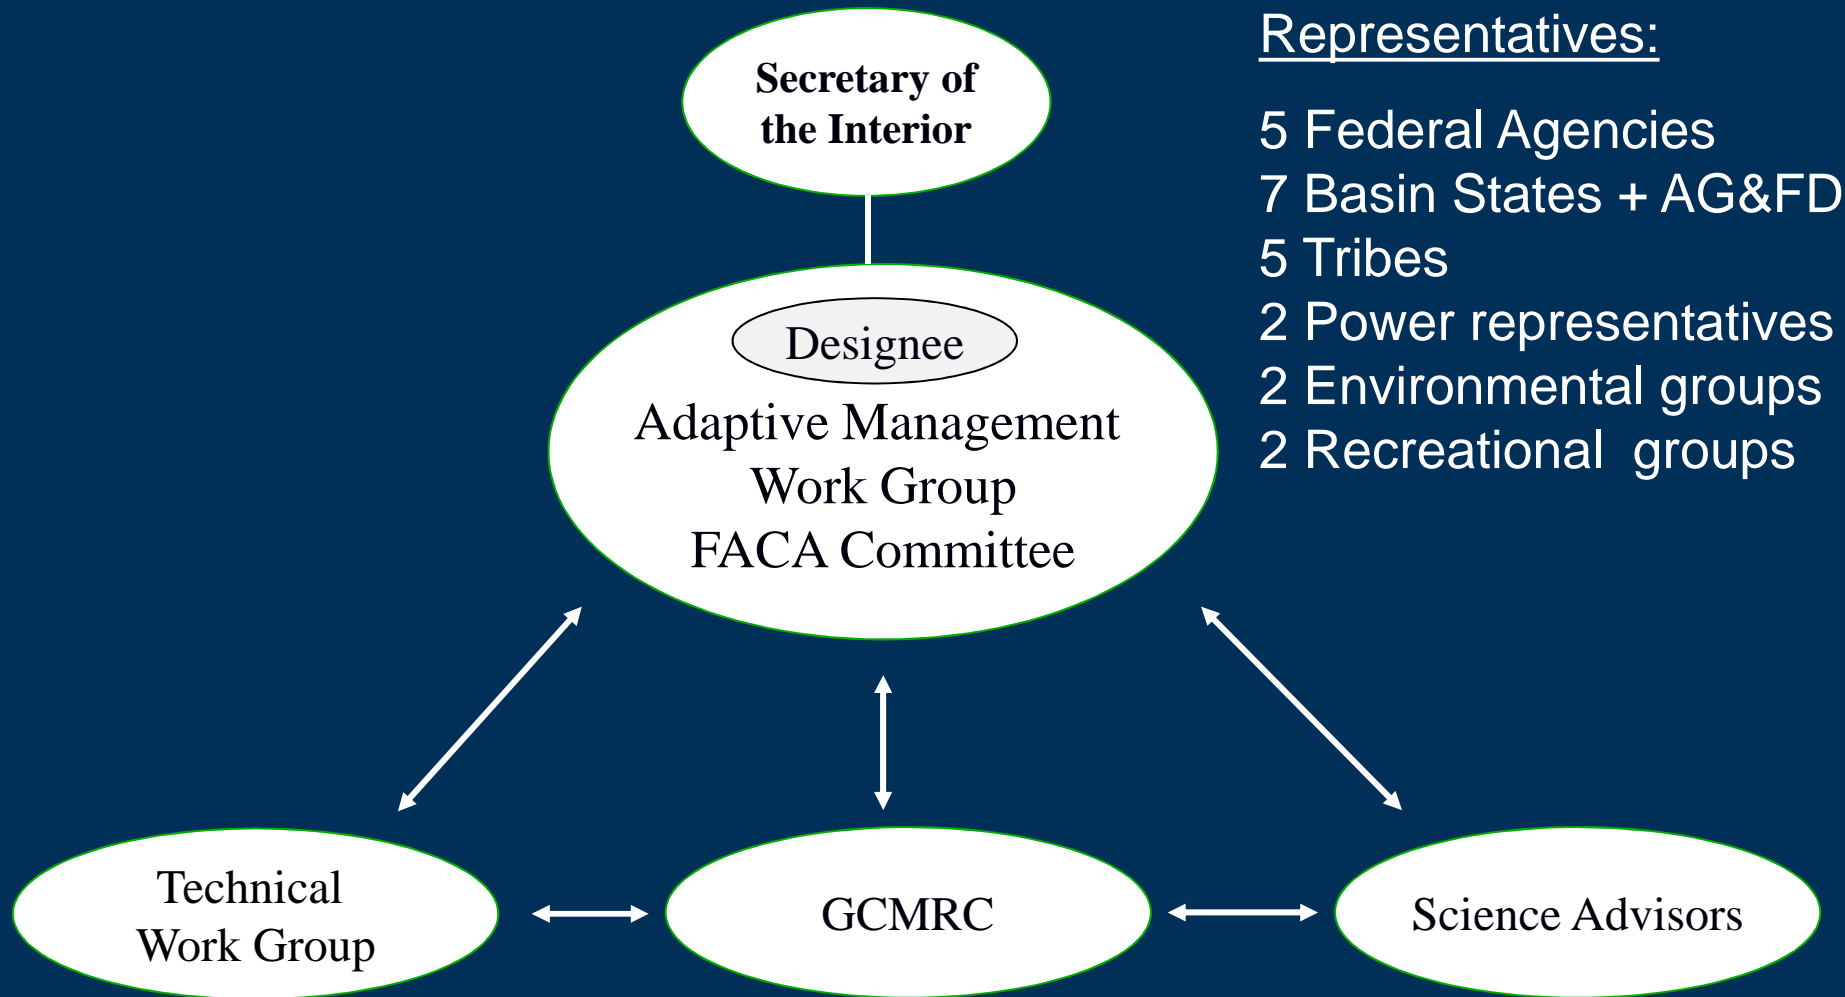 Secretary of
the Interior
Designee
Adaptive Management
Work Group
FACA Committee
Technical
Work Group
GCMRC
Science Advisors
Representatives:
5 Federal Agencies
7 Basin States + AG&FD
5 Tribes
2 Power representatives
2 Environmental groups
2 Recreational  groups